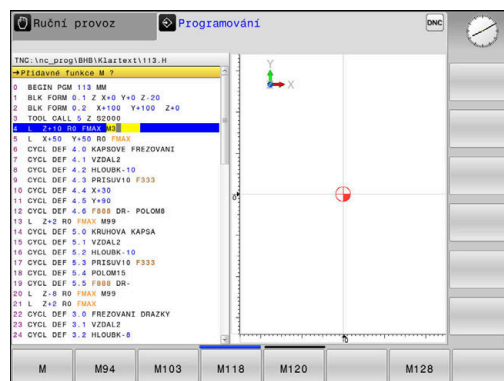 Ruční provoz
Programování
DNC
TNC:\nc_prog\BHB\Klartext\113.H
→Přídavné funkce M ?
0 BEGIN PGM 113 MM
1 BLK FORM 0.1 Z X+0 Y+0 Z-20
2 BLK FORM 0.2 X+100 Y+100 Z+0
3 TOOL CALL 5 Z S2000
4 L Z+10 R0 FMAX M3
5 L X+50 Y+50 R0 FMAX
6 CYCL DEF 4.0 KAPSOVE FREZOVANI
7 CYCL DEF 4.1 VZDAL2
8 CYCL DEF 4.2 HLOUBK-10
9 CYCL DEF 4.3 PRISUV10 F333
10 CYCL DEF 4.4 X+30
11 CYCL DEF 4.5 Y+90
12 CYCL DEF 4.6 F888 DR- POLOM8
13 L Z+2 R0 FMAX M99
14 CYCL DEF 5.0 KRUHOVA KAPSA
15 CYCL DEF 5.1 VZDAL2
16 CYCL DEF 5.2 HLOUBK-10
17 CYCL DEF 5.3 PRISUV10 F333
18 CYCL DEF 5.4 POLOM15
19 CYCL DEF 5.5 F888 DR-
20 L Z-8 R0 FMAX M99
21 L Z+2 R0 FMAX
22 CYCL DEF 3.0 FREZOVANI DRAZKY
23 CYCL DEF 3.1 VZDAL2
24 CYCL DEF 3.2 HLOUBK-8
Y
X
0
0
M M94 M103 M118 M120 M128